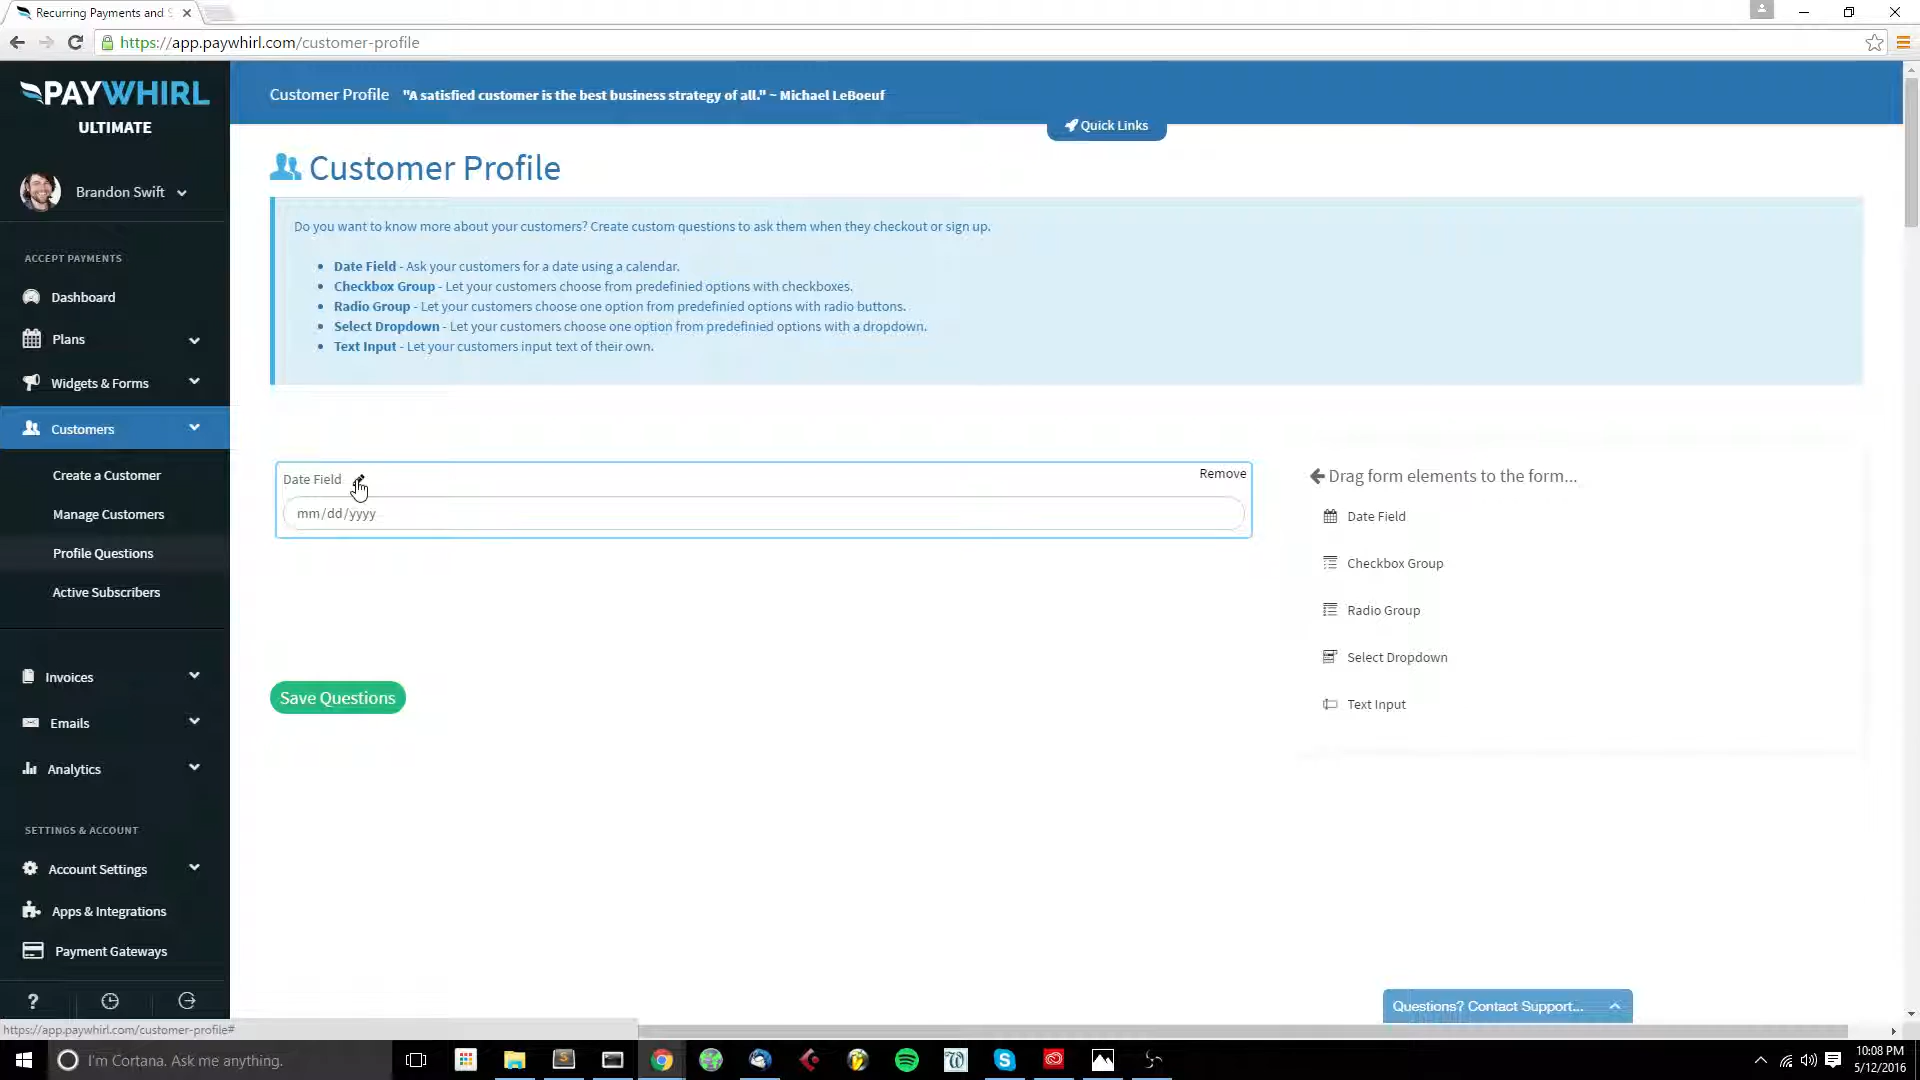 Recurring Payments and S
https://app.paywhirl.com/customer-profile
PAYWHIRL
ULTIMATE
Brandon Swift
ACCEPT PAYMENTS
Dashboard
Plans
Widgets & Forms
Customers
Create a Customer
Manage Customers
Profile Questions
Active Subscribers
Invoices
Emails
Analytics
SETTINGS & ACCOUNT
Account Settings
Apps & Integrations
Payment Gateways
?
https://app.paywhirl.com/customer-profile#
Customer Profile "A satisfied customer is the best business strategy of all." ~ Michael LeBoeuf
Quick Links
Customer Profile
Do you want to know more about your customers? Create custom questions to ask them when they checkout or sign up.
• Date Field - Ask your customers for a date using a calendar.
• Checkbox Group - Let your customers choose from predefinied options with checkboxes.
• Radio Group - Let your customers choose one option from predefinied options with radio buttons.
• Select Dropdown - Let your customers choose one option from predefinied options with a dropdown.
• Text Input - Let your customers input text of their own.
Date Field
Remove
mm/dd/yyyy
Save Questions
Drag form elements to the form...
Date Field
Checkbox Group
Radio Group
Select Dropdown
Text Input
Questions? Contact Support...
I'm Cortana. Ask me anything.
10:08 PM
5/12/2016